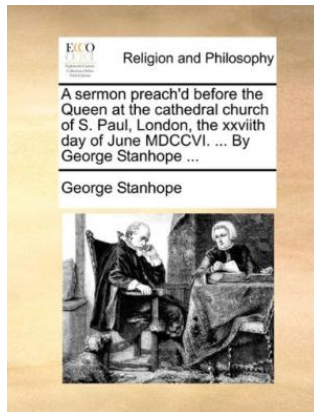 ECCO
Religion and Philosophy
A sermon preach'd before the
Queen at the cathedral church
of S. Paul, London, the xxviith
day of June MDCCVI. ... By
George Stanhope ...
George Stanhope